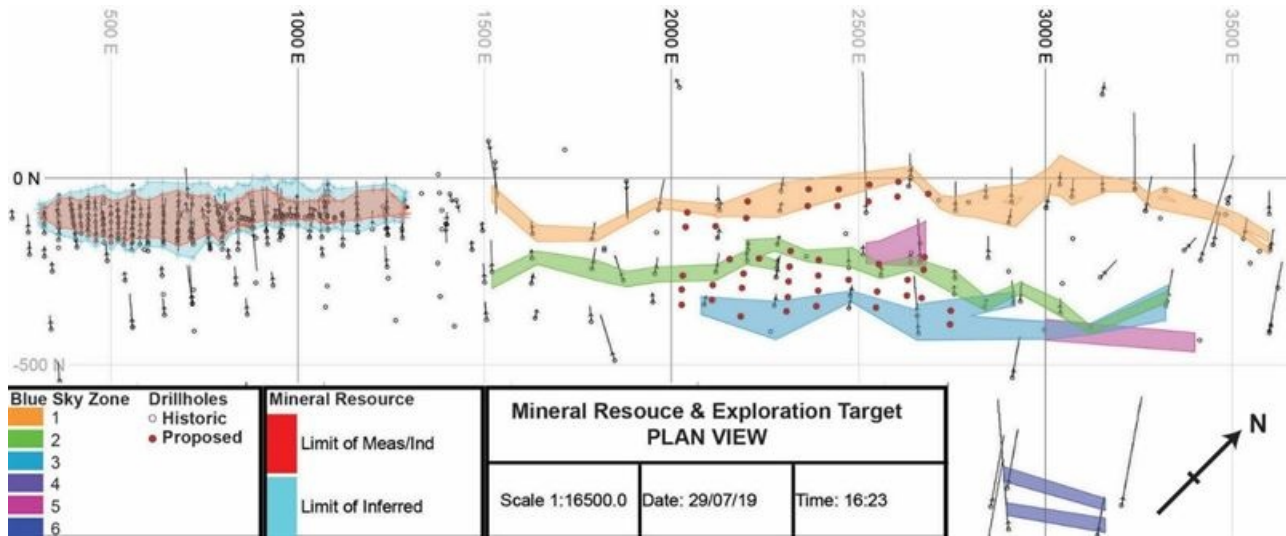 500 E
1000 E
1500 E
2000 E
2500 E
3000 E
3500 E
0 N
-500 N
Blue Sky Zone
1
2
3
4
5
6
Drillholes
Historic
Proposed
Mineral Resource
Limit of Meas/Ind
Limit of Inferred
Mineral Resouce & Exploration Target
PLAN VIEW
Scale 1:16500.0
Date: 29/07/19
Time: 16:23
N